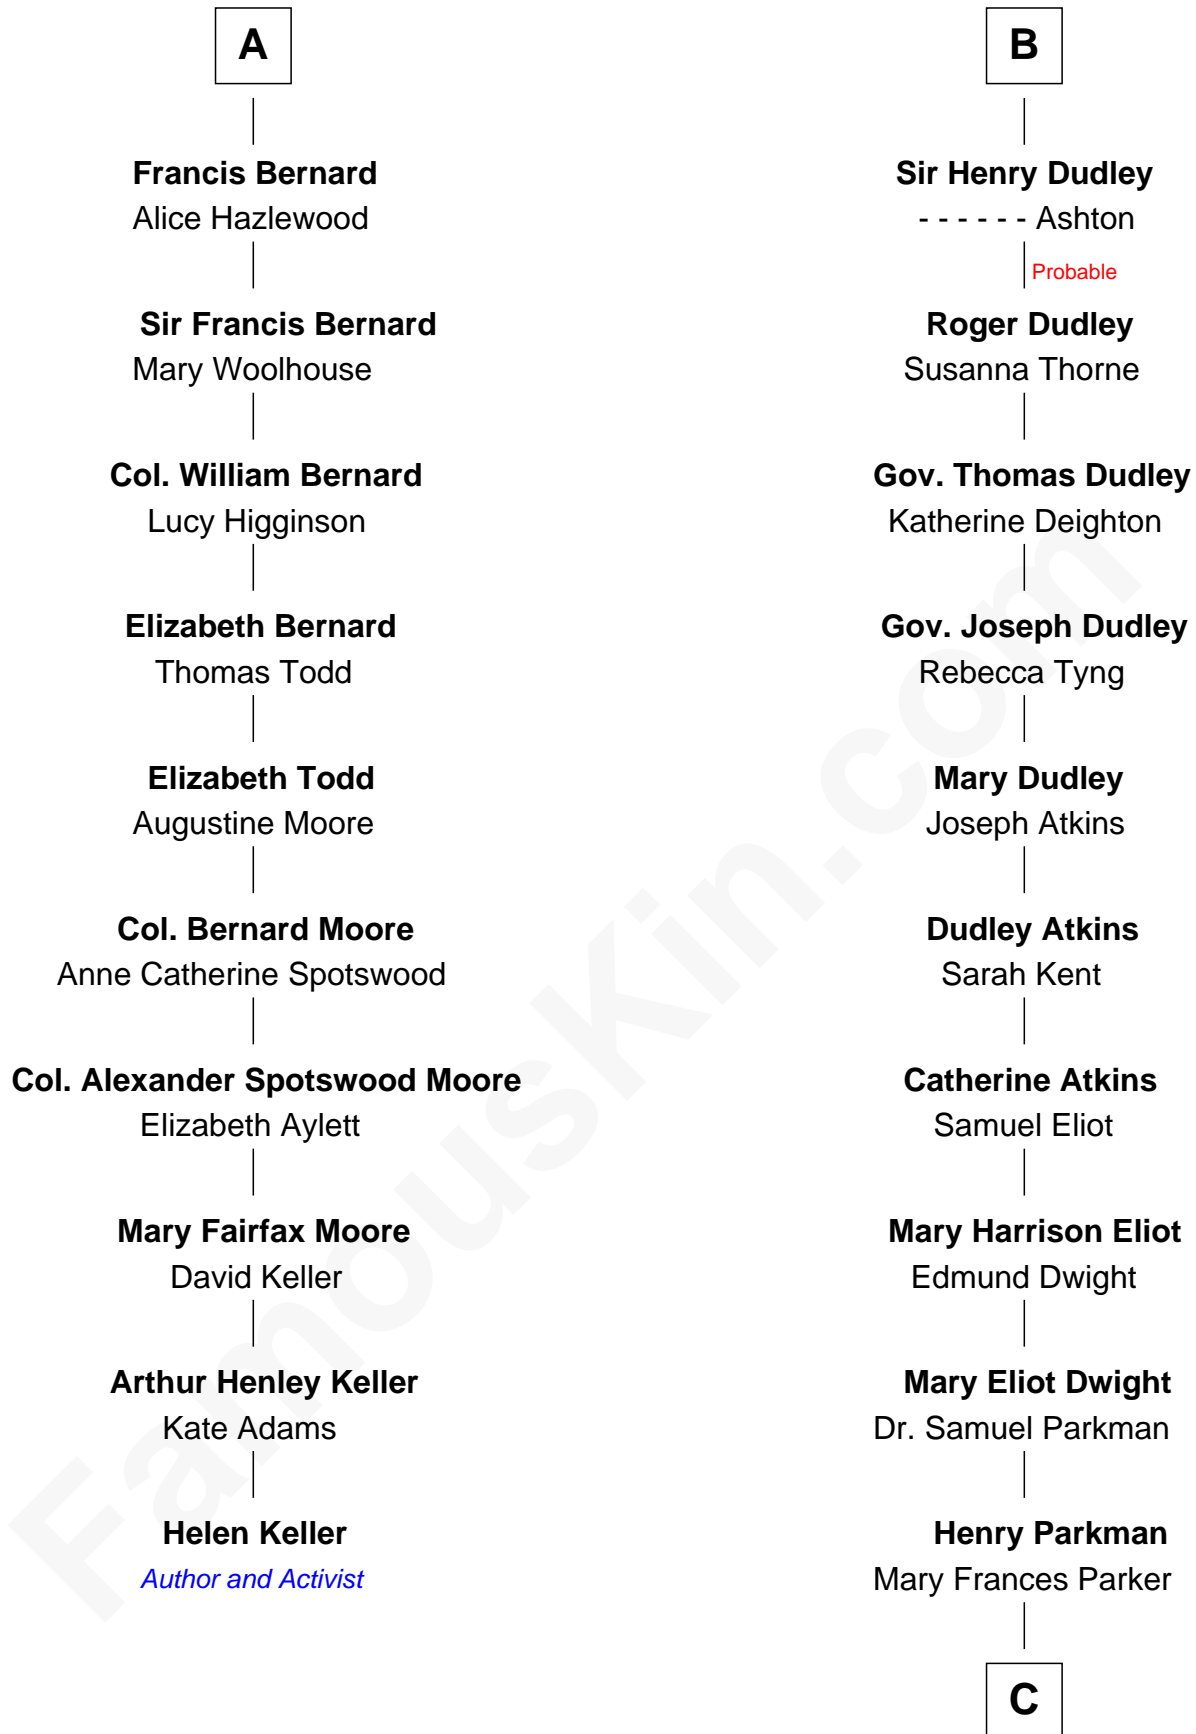 A
Francis Bernard
Alice Hazlewood
Sir Francis Bernard
Mary Woolhouse
Col. William Bernard
Lucy Higginson
Elizabeth Bernard
Thomas Todd
Elizabeth Todd
Augustine Moore
Col. Bernard Moore
Anne Catherine Spotswood
Col. Alexander Spotswood Moore
Elizabeth Aylett
Mary Fairfax Moore
David Keller
Arthur Henley Keller
Kate Adams
Helen Keller
Author and Activist
B
Sir Henry Dudley
- - - - - - Ashton
Probable
Roger Dudley
Susanna Thorne
Gov. Thomas Dudley
Katherine Deighton
Gov. Joseph Dudley
Rebecca Tyng
Mary Dudley
Joseph Atkins
Dudley Atkins
Sarah Kent
Catherine Atkins
Samuel Eliot
Mary Harrison Eliot
Edmund Dwight
Mary Eliot Dwight
Dr. Samuel Parkman
Henry Parkman
Mary Frances Parker
C
FamousKin.com